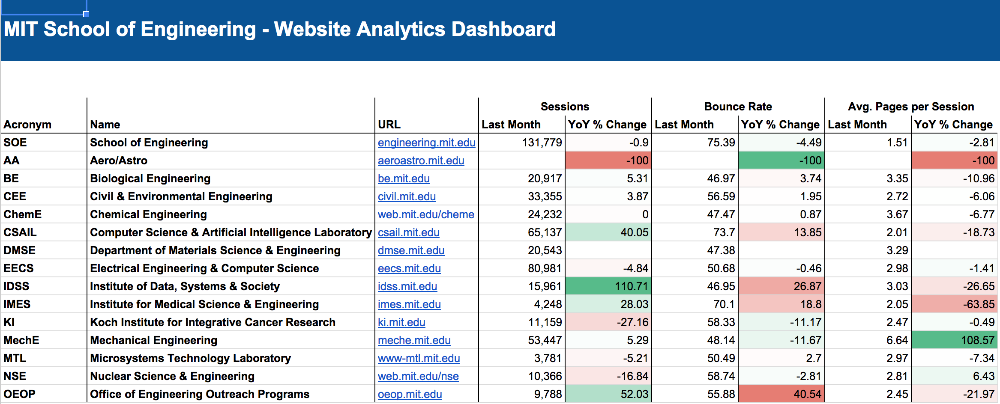 MIT School of Engineering - Website Analytics Dashboard
Sessions Bounce Rate Avg. Pages per Session
Acronym Name URL Last Month YoY % Change Last Month YoY % Change Last Month YoY % Change
SOE School of Engineering engineering.mit.edu 131,779 -0.9 75.39 -4.49 1.51 -2.81
AA Aero/Astro aeroastro.mit.edu -100 -100 -100
BE Biological Engineering be.mit.edu 20,917 5.31 46.97 3.74 3.35 -10.96
CEE Civil & Environmental Engineering civil.mit.edu 33,355 3.87 56.59 1.95 2.72 -6.06
ChemE Chemical Engineering web.mit.edu/cheme 24,232 0 47.47 0.87 3.67 -6.77
CSAIL Computer Science & Artificial Intelligence Laboratory csail.mit.edu 65,137 40.05 73.7 13.85 2.01 -18.73
DMSE Department of Materials Science & Engineering dmse.mit.edu 20,543 47.38 3.29
EECS Electrical Engineering & Computer Science eecs.mit.edu 80,981 -4.84 50.68 -0.46 2.98 -1.41
IDSS Institute of Data, Systems & Society idss.mit.edu 15,961 110.71 46.95 26.87 3.03 -26.65
IMES Institute for Medical Science & Engineering imes.mit.edu 4,248 28.03 70.1 18.8 2.05 -63.85
KI Koch Institute for Integrative Cancer Research ki.mit.edu 11,159 -27.16 58.33 -11.17 2.47 -0.49
MechE Mechanical Engineering meche.mit.edu 53,447 5.29 48.14 -11.67 6.64 108.57
MTL Microsystems Technology Laboratory www-mtl.mit.edu 3,781 -5.21 50.49 2.7 2.97 -7.34
NSE Nuclear Science & Engineering web.mit.edu/nse 10,366 -16.84 58.74 -2.81 2.81 6.43
OEOP Office of Engineering Outreach Programs oeop.mit.edu 9,788 52.03 55.88 40.54 2.45 -21.97